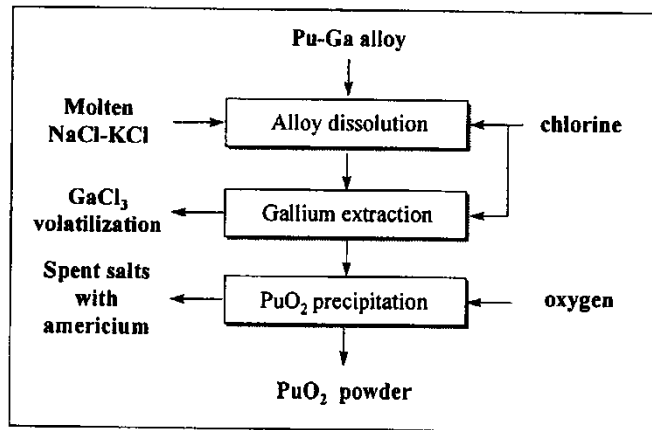 Pu-Ga alloy
Molten
NaCl-KCl
Alloy dissolution
chlorine
GaCl₃
volatilization
Gallium extraction
Spent salts
with
americium
PuO₂ precipitation
oxygen
PuO₂ powder